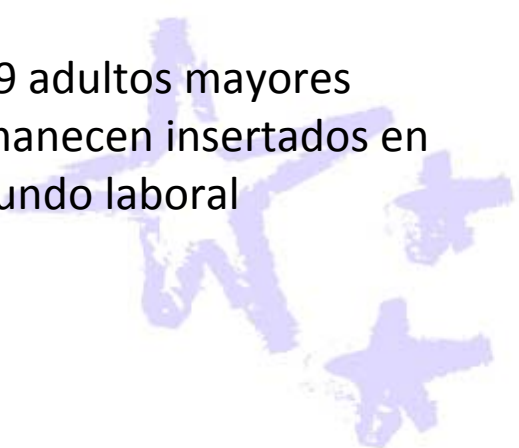 9 adultos mayores
manecen insertados en
undo laboral